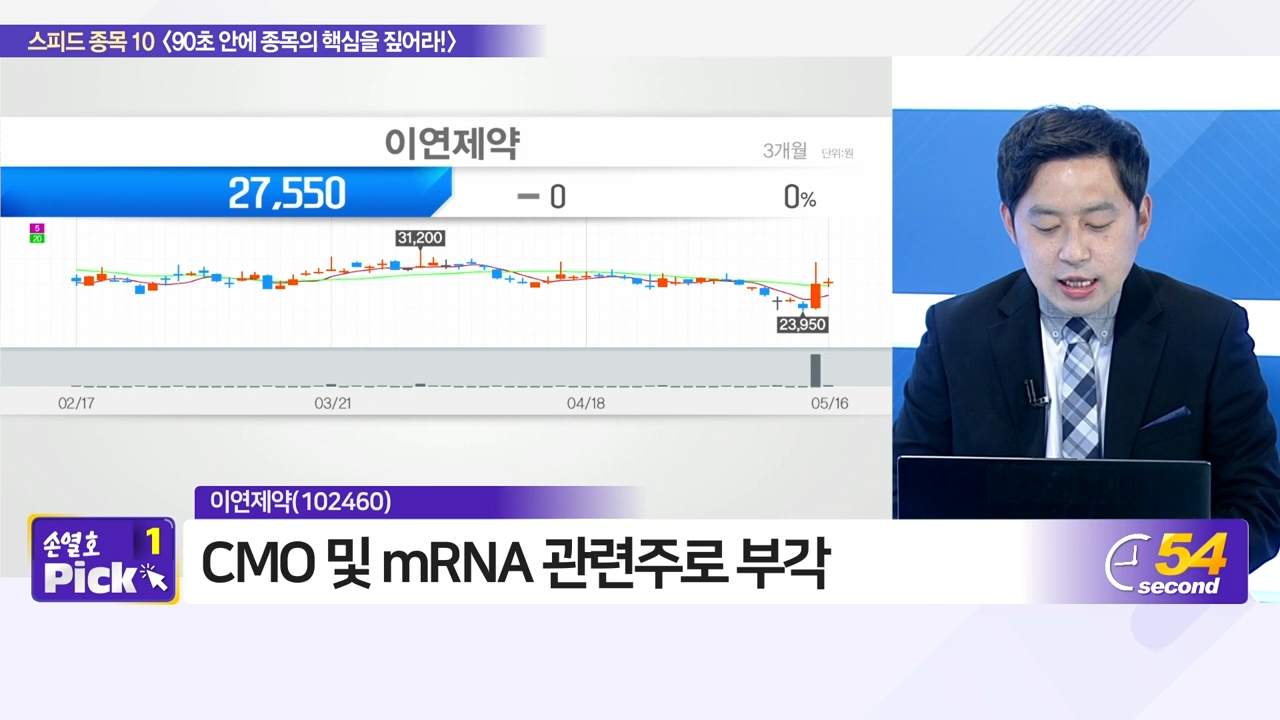 스피드 종목 10 〈90초 안에 종목의 핵심을 짚어라!〉
이연제약
3개월 단위:원
27,550
0
0%
5
20
31,200
23,950
02/17
03/21
04/18
05/16
이연제약(102460)
손열호 1
Pick
CMO 및 mRNA 관련주로 부각
54
second